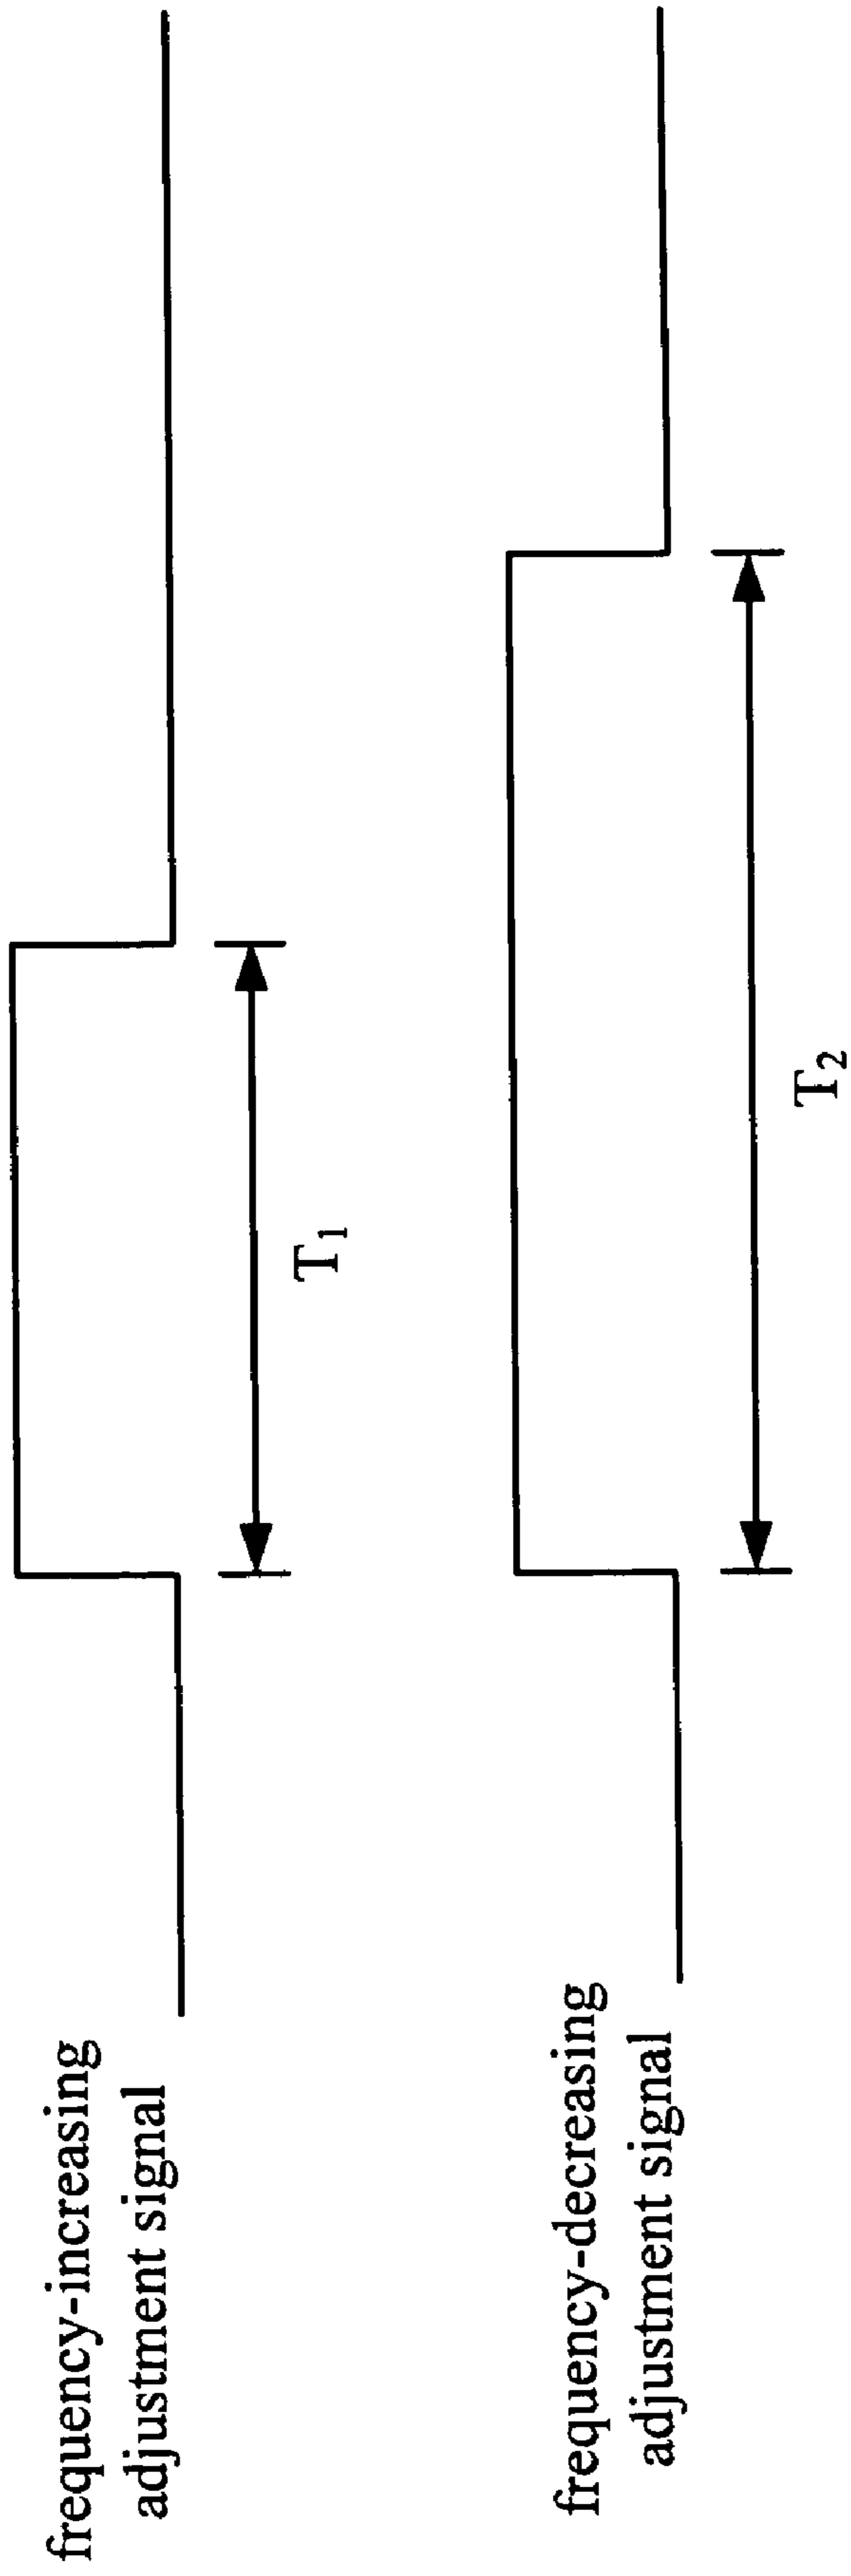 frequency-increasing
adjustment signal
T₁
frequency-decreasing
adjustment signal
T₂